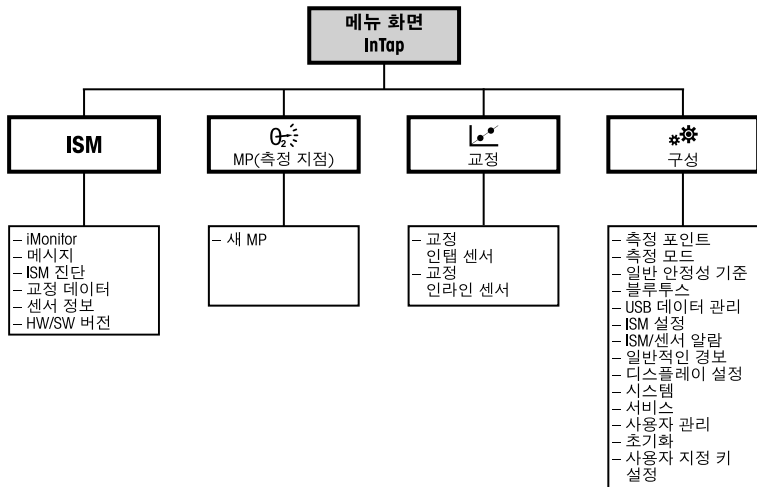 메뉴 화면
InTap
ISM
O₂
MP(측정 지점)
교정
구성
– iMonitor
– 메시지
– ISM 진단
– 교정 데이터
– 센서 정보
– HW/SW 버전
– 새 MP
– 교정
인탭 센서
– 교정
인라인 센서
– 측정 포인트
– 측정 모드
– 일반 안정성 기준
– 블루투스
– USB 데이터 관리
– ISM 설정
– ISM/센서 알람
– 일반적인 경보
– 디스플레이 설정
– 시스템
– 서비스
– 사용자 관리
– 초기화
– 사용자 지정 키
설정